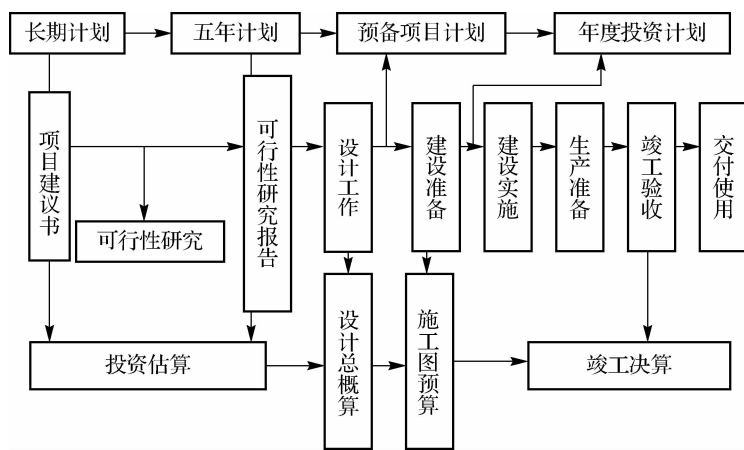 长期计划
五年计划
预备项目计划
年度投资计划
项目建议书
可行性研究
可行性研究报告
设计工作
建设准备
建设实施
生产准备
竣工验收
交付使用
投资估算
设计总概算
施工图预算
竣工决算